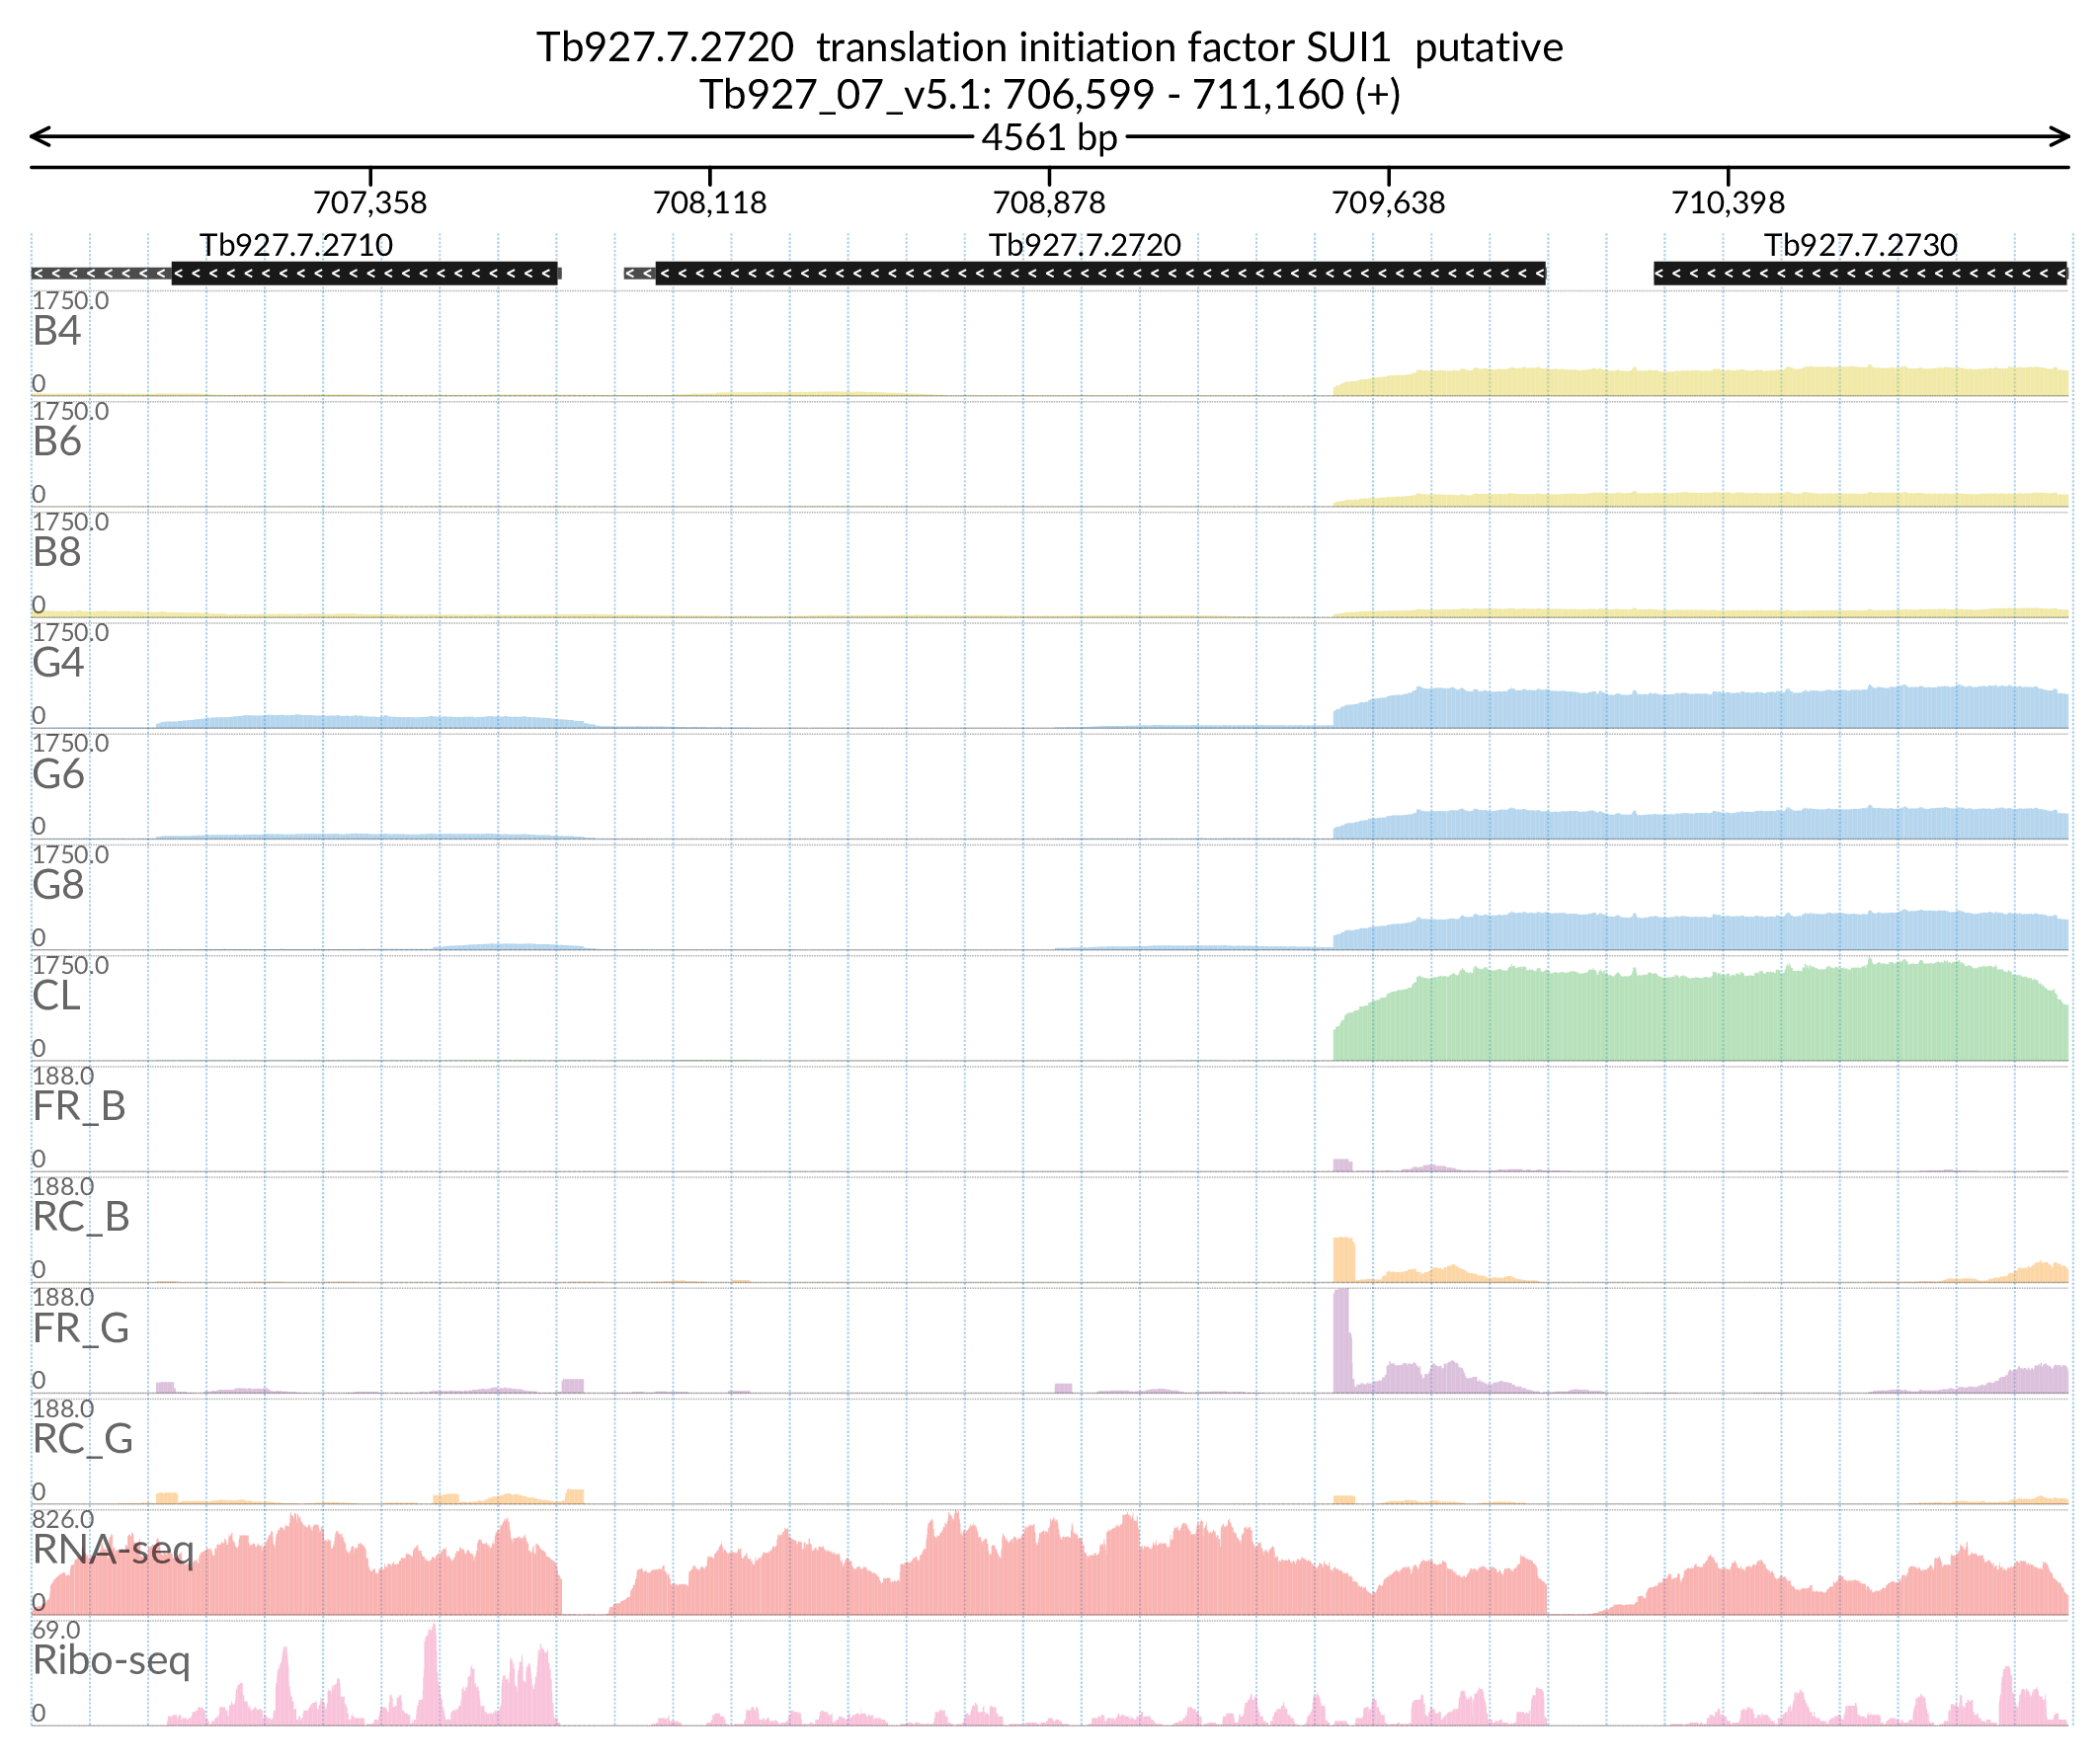 Tb927.7.2720  translation initiation factor SUI1  putative
Tb927_07_v5.1: 706,599 - 711,160 (+)
4561 bp
707,358 708,118 708,878 709,638 710,398
Tb927.7.2710 Tb927.7.2720 Tb927.7.2730
1750.0
B4
0
1750.0
B6
0
1750.0
B8
0
1750.0
G4
0
1750.0
G6
0
1750.0
G8
0
1750.0
CL
0
188.0
FR_B
0
188.0
RC_B
0
188.0
FR_G
0
188.0
RC_G
0
826.0
RNA-seq
0
69.0
Ribo-seq
0